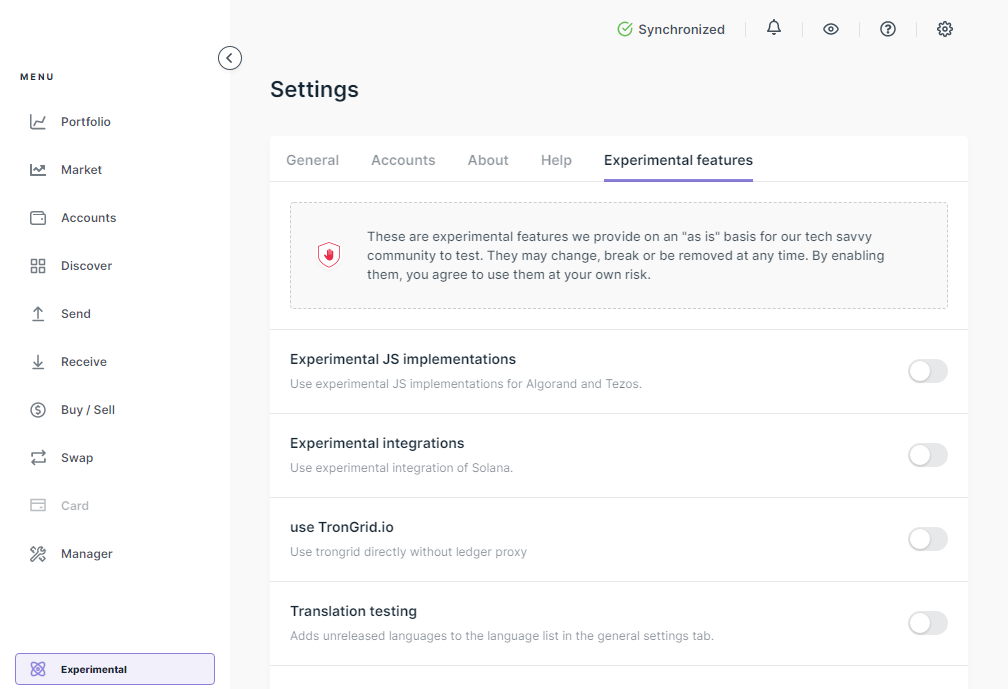 Synchronized
MENU
Portfolio
Market
Accounts
Discover
Send
Receive
Buy / Sell
Swap
Card
Manager
Experimental
Settings
General Accounts About Help Experimental features
These are experimental features we provide on an "as is" basis for our tech savvy
community to test. They may change, break or be removed at any time. By enabling
them, you agree to use them at your own risk.
Experimental JS implementations
Use experimental JS implementations for Algorand and Tezos.
Experimental integrations
Use experimental integration of Solana.
use TronGrid.io
Use trongrid directly without ledger proxy
Translation testing
Adds unreleased languages to the language list in the general settings tab.